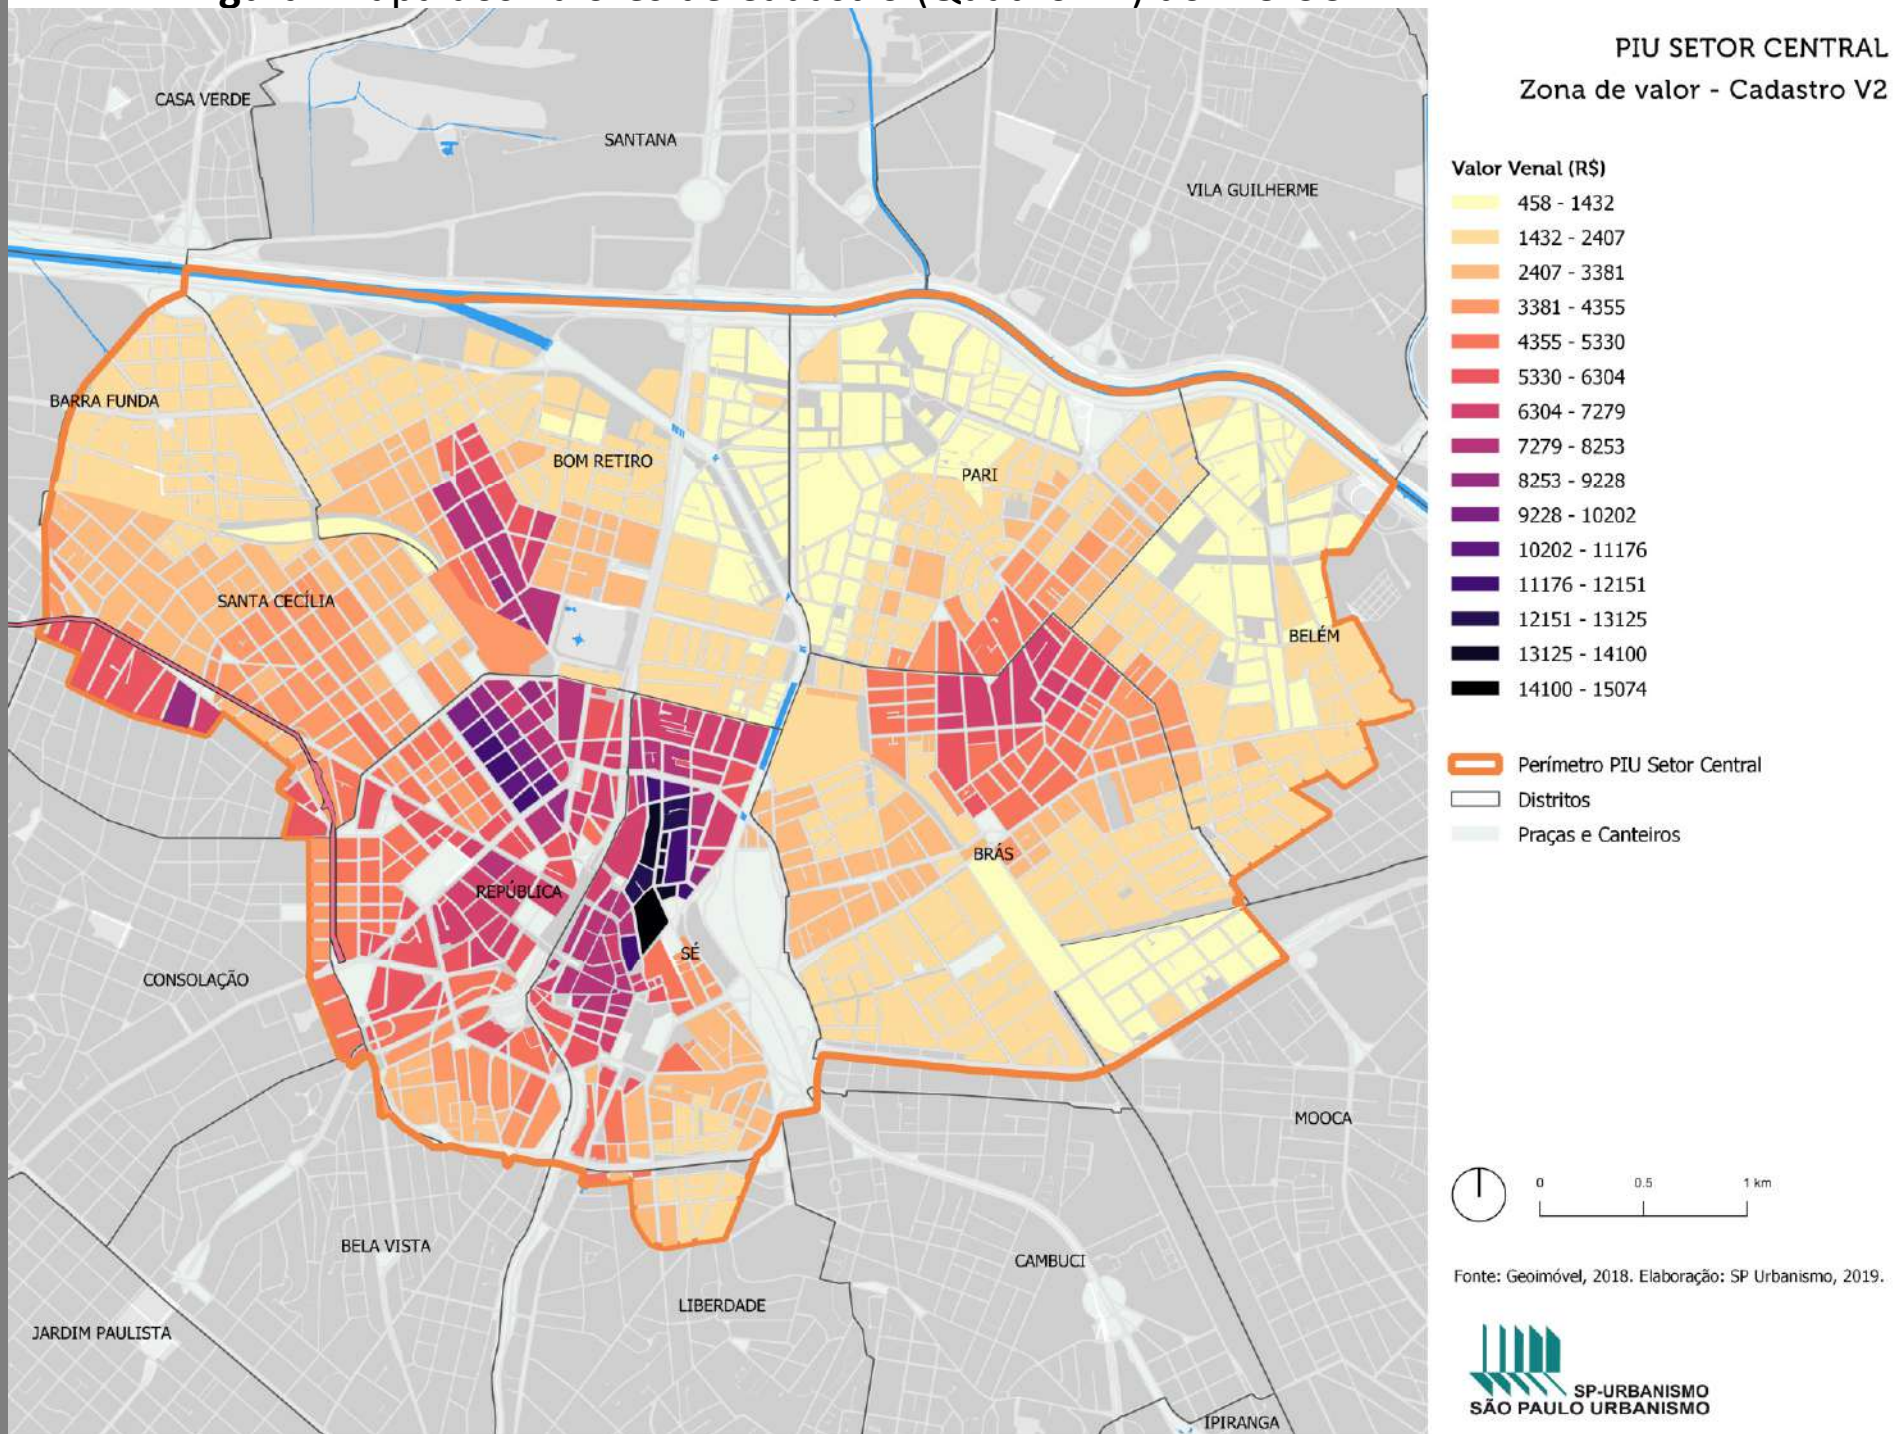 PIU SETOR CENTRAL
Zona de valor - Cadastro V2
Valor Venal (R$)
458 - 1432
1432 - 2407
2407 - 3381
3381 - 4355
4355 - 5330
5330 - 6304
6304 - 7279
7279 - 8253
8253 - 9228
9228 - 10202
10202 - 11176
11176 - 12151
12151 - 13125
13125 - 14100
14100 - 15074
Perímetro PIU Setor Central
Distritos
Praças e Canteiros
CASA VERDE
SANTANA
VILA GUILHERME
BARRA FUNDA
BOM RETIRO
PARI
SANTA CECÍLIA
BELÉM
BRÁS
REPÚBLICA
SÉ
CONSOLAÇÃO
MOOCA
BELA VISTA
CAMBUCI
LIBERDADE
JARDIM PAULISTA
IPIRANGA
0 0.5 1 km
Fonte: Geoimóvel, 2018. Elaboração: SP Urbanismo, 2019.
SP-URBANISMO
SÃO PAULO URBANISMO